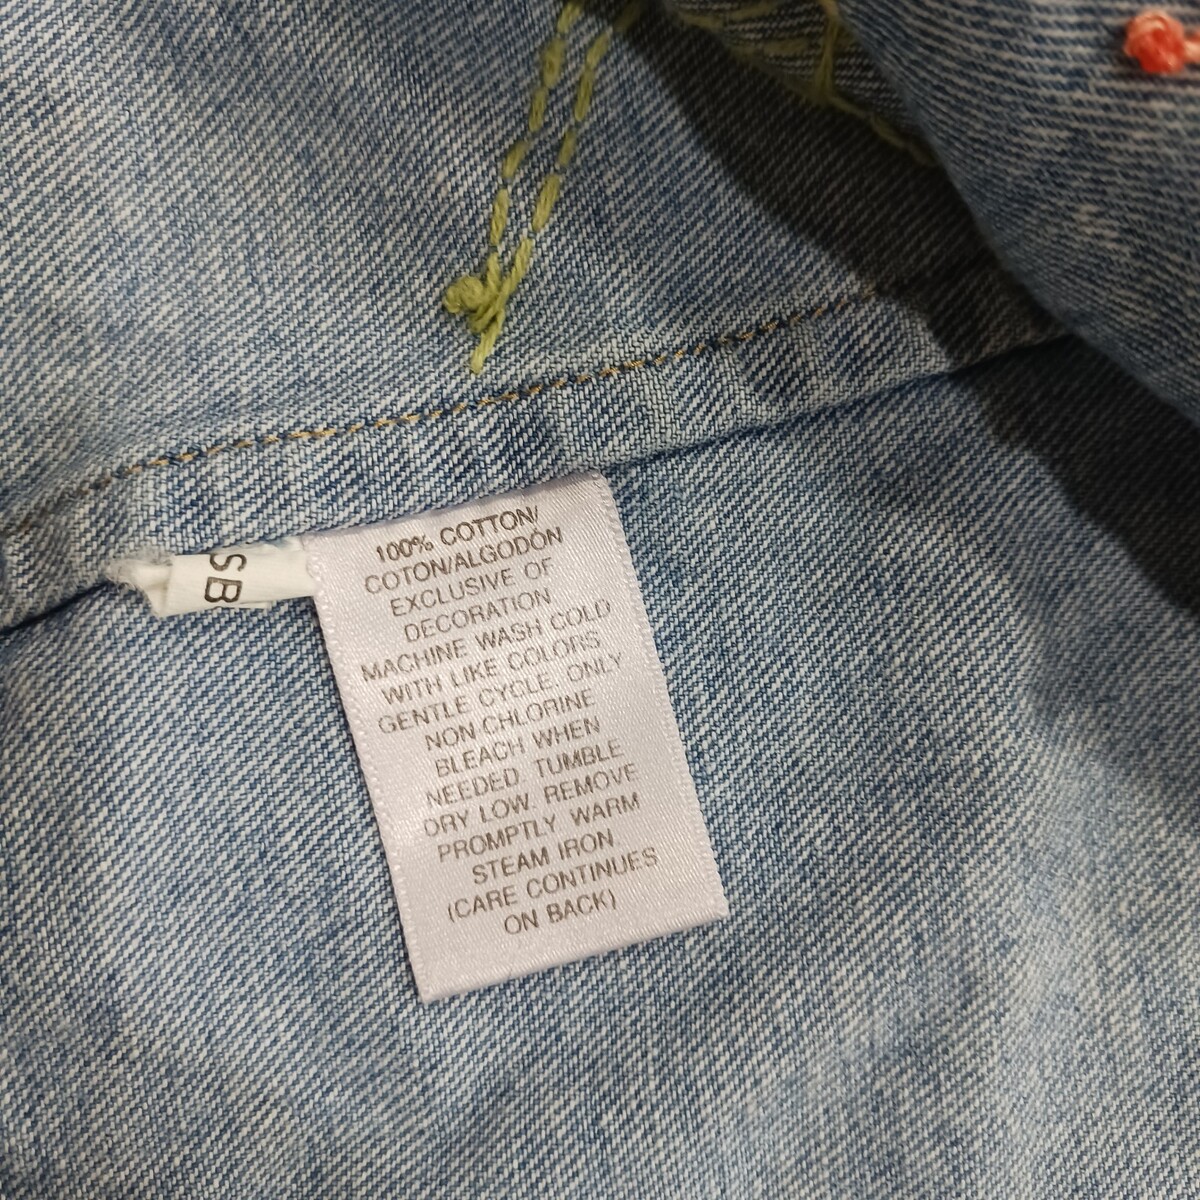 SB
100% COTTON/
COTON/ALGODÓN
EXCLUSIVE OF
DECORATION
MACHINE WASH COLD
WITH LIKE COLORS
GENTLE CYCLE. ONLY
NON CHLORINE
BLEACH WHEN
NEEDED. TUMBLE
DRY LOW. REMOVE
PROMPTLY WARM
STEAM IRON.
(CARE CONTINUES
ON BACK)